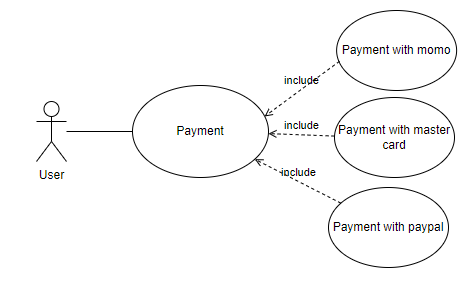 Payment with momo
include
Payment
include
Payment with master
card
User
include
Payment with paypal